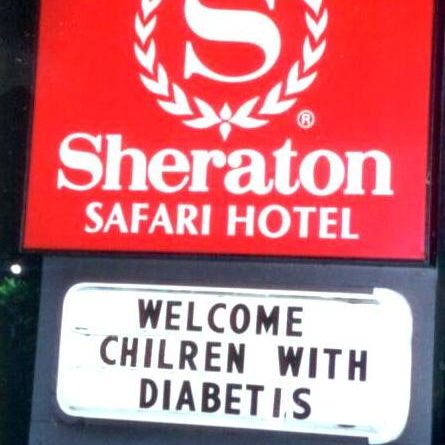 S
®
Sheraton
SAFARI HOTEL
WELCOME
CHILREN WITH
DIABETIS